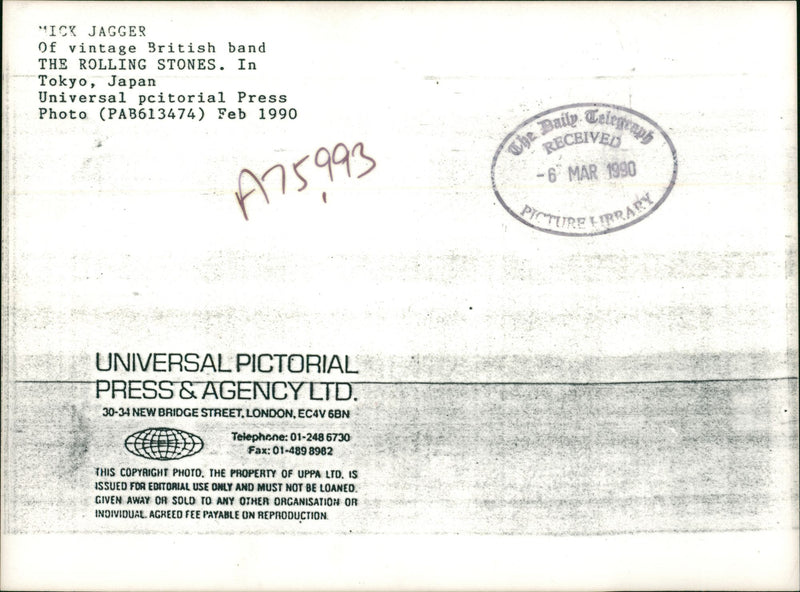 MICK JAGGER
Of vintage British band
THE ROLLING STONES. In
Tokyo, Japan
Universal pcitorial Press
Photo (PAB613474) Feb 1990
A75,993
The Daily Telegraph
RECEIVED
-6 MAR 1990
PICTURE LIBRARY
UNIVERSAL PICTORIAL
PRESS & AGENCY LTD.
30-34 NEW BRIDGE STREET, LONDON, EC4V 6BN
Telephone: 01-248 6730
Fax: 01-489 8982
THIS COPYRIGHT PHOTO, THE PROPERTY OF UPPA LTD. IS
ISSUED FOR EDITORIAL USE ONLY AND MUST NOT BE LOANED.
GIVEN AWAY OR SOLD TO ANY OTHER ORGANISATION OR
INDIVIDUAL. AGREED FEE PAYABLE ON REPRODUCTION.